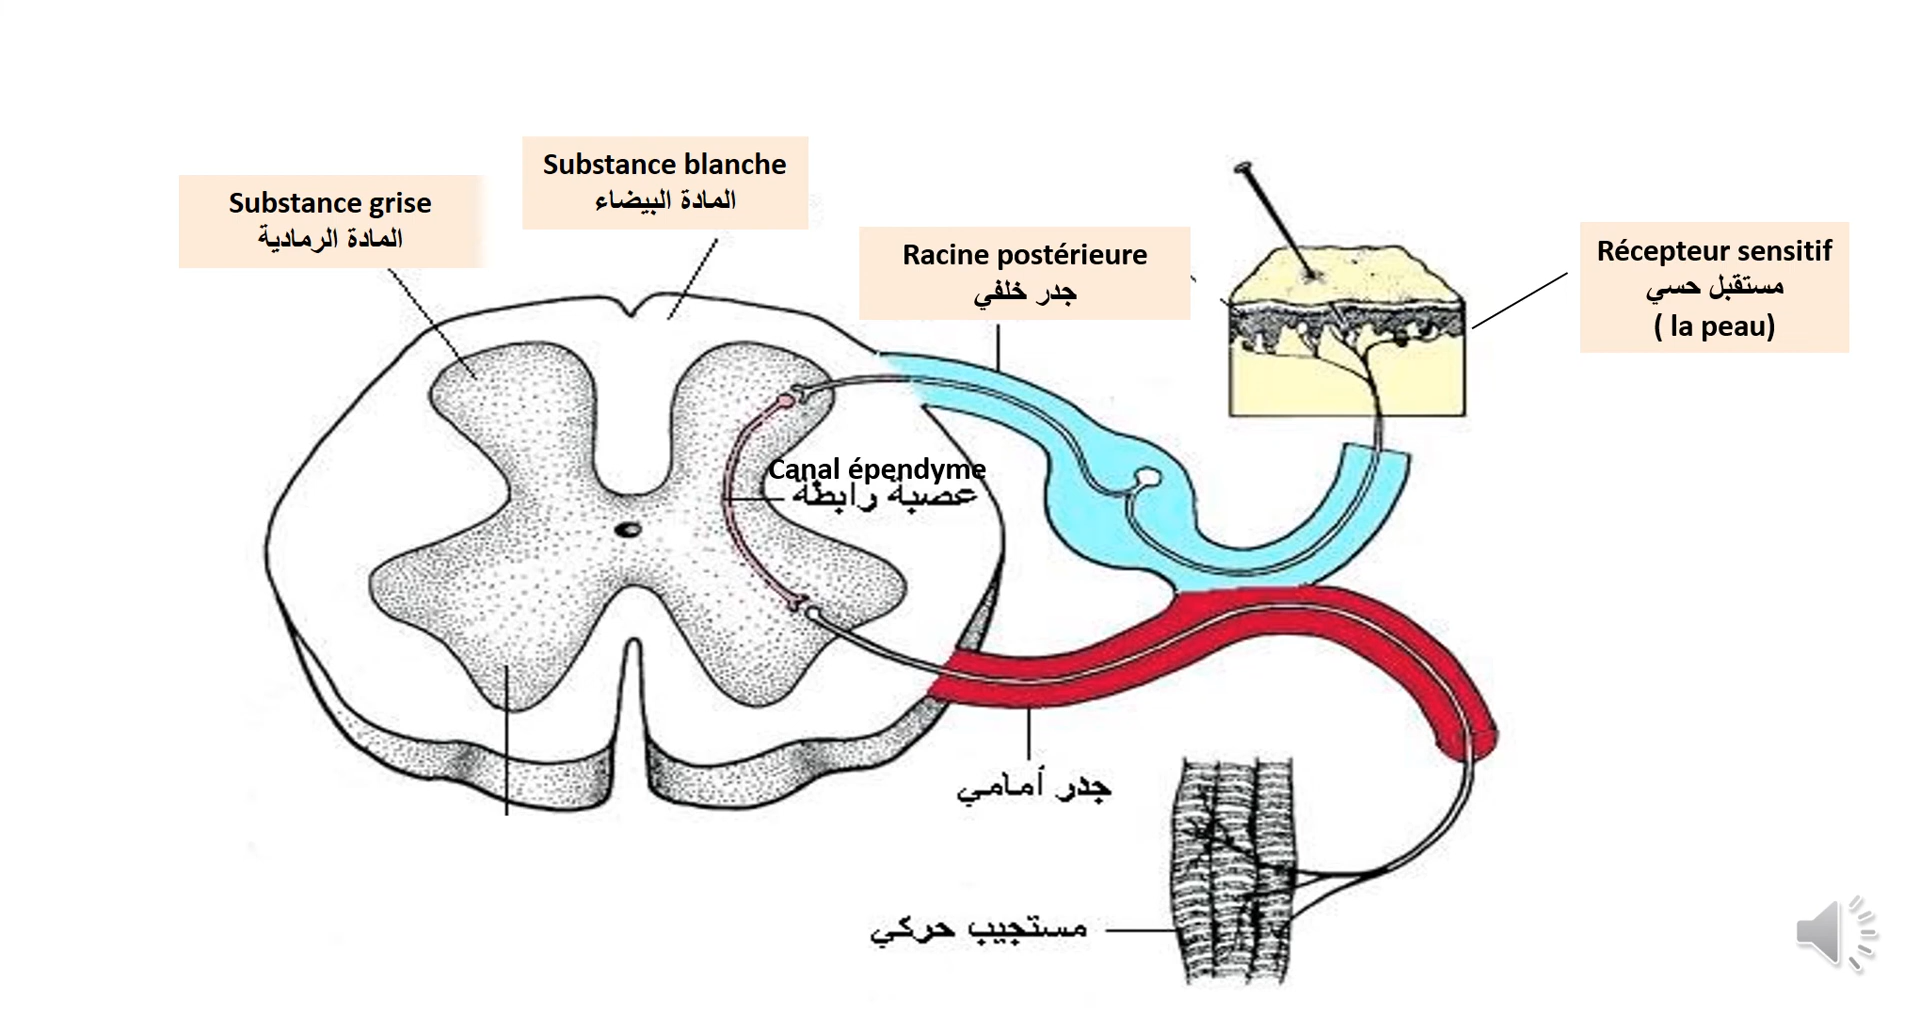 Substance blanche
المادة البيضاء
Substance grise
المادة الرمادية
Racine postérieure
جدر خلفي
Récepteur sensitif
مستقبل حسي
( la peau)
Canal épendyme
عصبة رابطة
جدر أمامي
مستجيب حركي